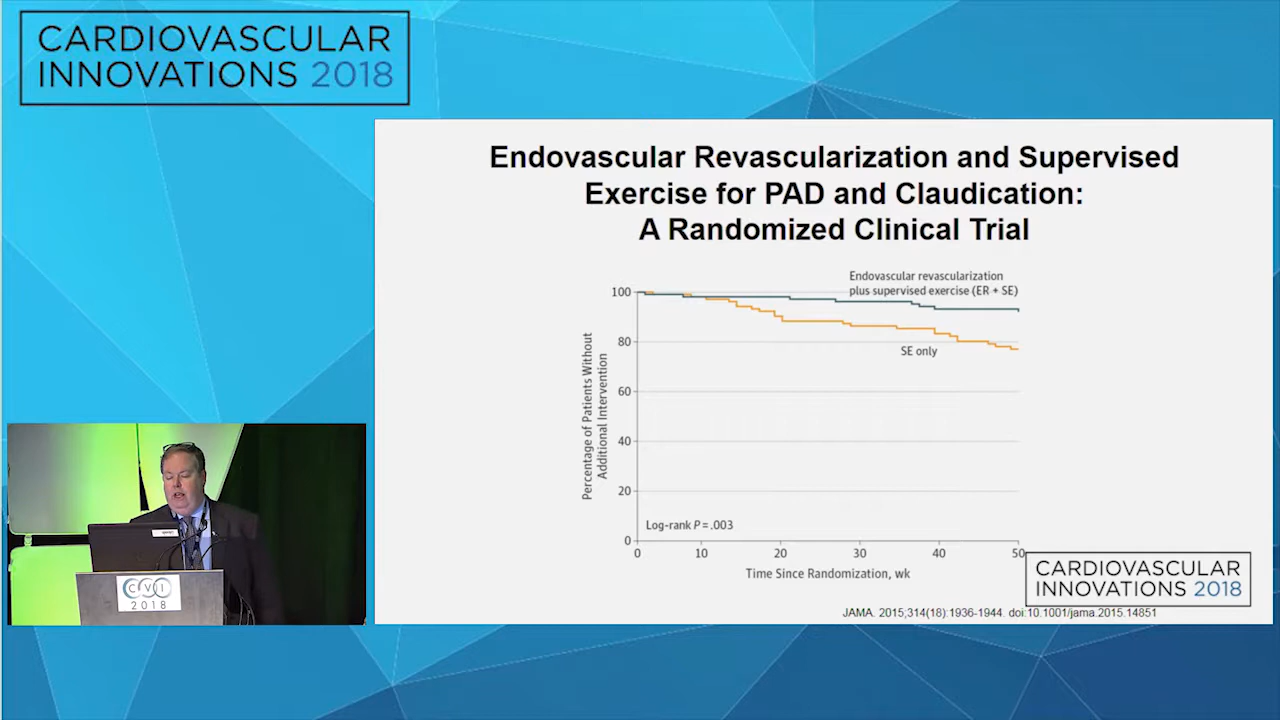 CARDIOVASCULAR
INNOVATIONS 2018
Endovascular Revascularization and Supervised
Exercise for PAD and Claudication:
A Randomized Clinical Trial
Endovascular revascularization
plus supervised exercise (ER + SE)
SE only
Percentage of Patients Without
Additional Intervention
100
80
60
40
20
0
Log-rank P = .003
0 10 20 30 40 50
Time Since Randomization, wk
CARDIOVASCULAR
INNOVATIONS 2018
JAMA. 2015;314(18):1936-1944. doi:10.1001/jama.2015.14851
CVI
2018